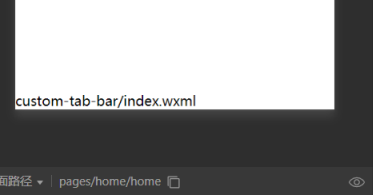 custom-tab-bar/index.wxml
面路径 pages/home/home